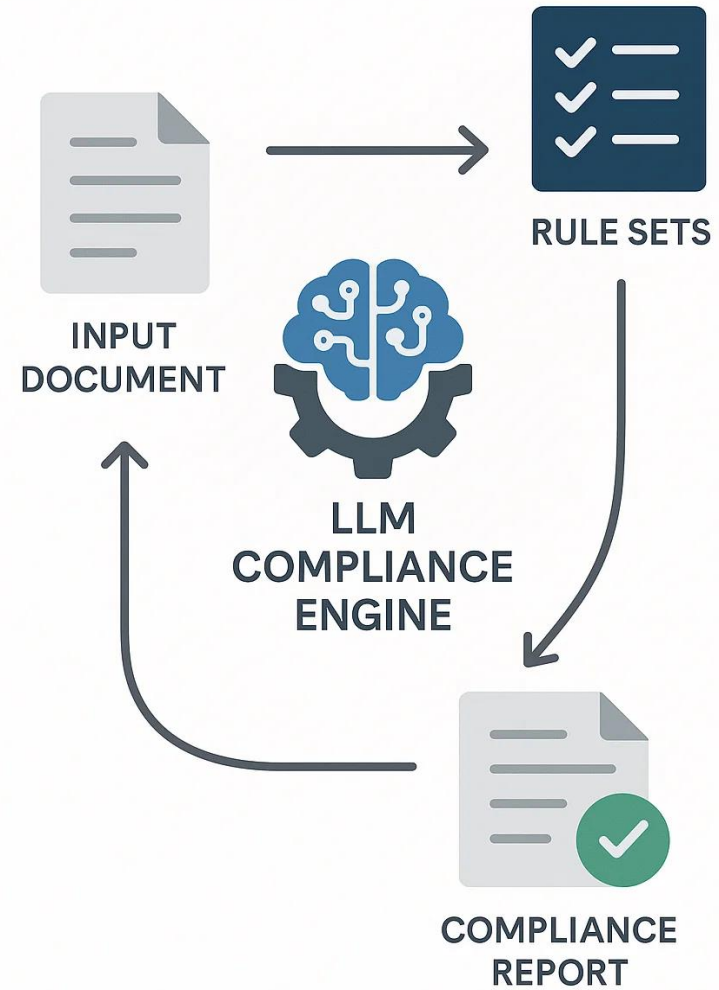 RULE SETS
INPUT
DOCUMENT
LLM
COMPLIANCE
ENGINE
COMPLIANCE
REPORT